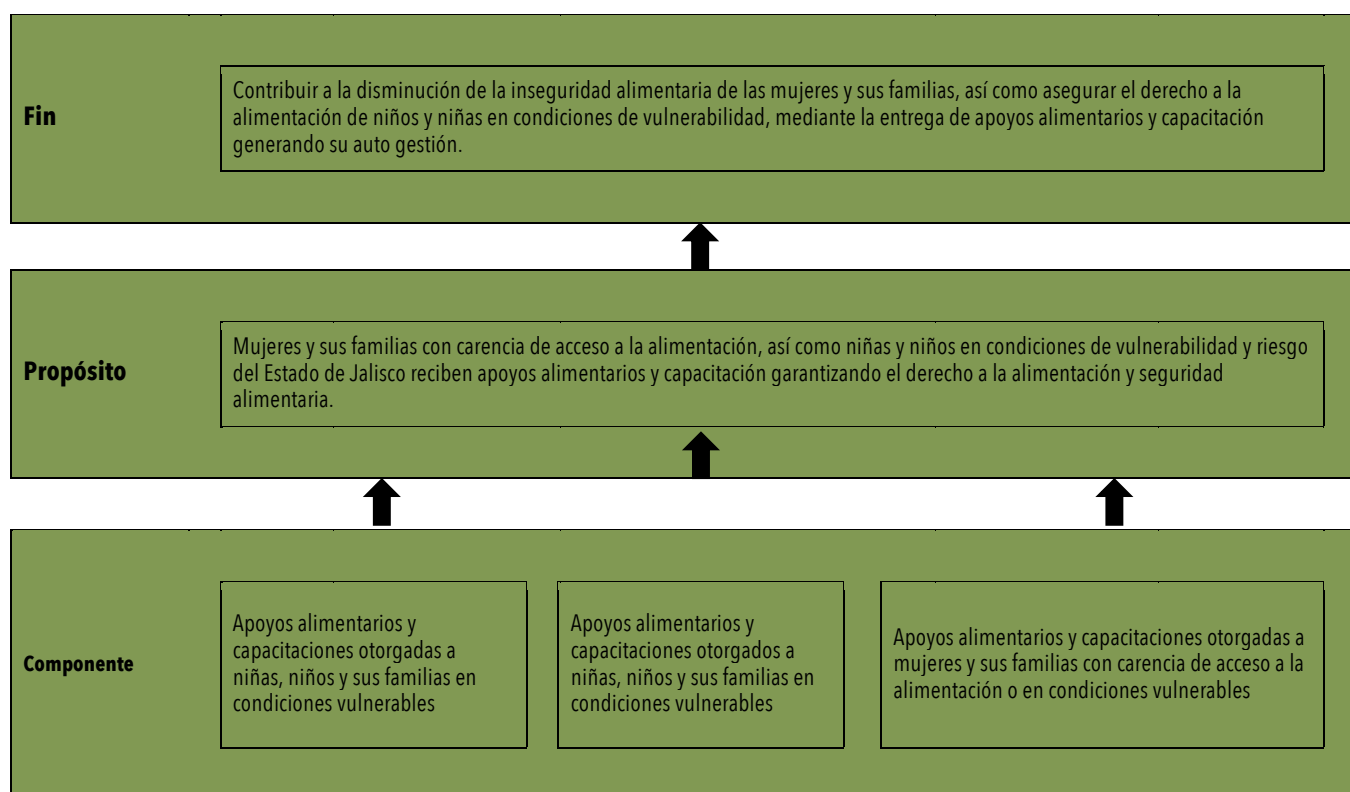 Fin
Contribuir a la disminución de la inseguridad alimentaria de las mujeres y sus familias, así como asegurar el derecho a la
alimentación de niños y niñas en condiciones de vulnerabilidad, mediante la entrega de apoyos alimentarios y capacitación
generando su auto gestión.
Propósito
Mujeres y sus familias con carencia de acceso a la alimentación, así como niñas y niños en condiciones de vulnerabilidad y riesgo
del Estado de Jalisco reciben apoyos alimentarios y capacitación garantizando el derecho a la alimentación y seguridad
alimentaria.
Componente
Apoyos alimentarios y
capacitaciones otorgadas a
niñas, niños y sus familias en
condiciones vulnerables
Apoyos alimentarios y
capacitaciones otorgados a
niñas, niños y sus familias en
condiciones vulnerables
Apoyos alimentarios y capacitaciones otorgadas a
mujeres y sus familias con carencia de acceso a la
alimentación o en condiciones vulnerables